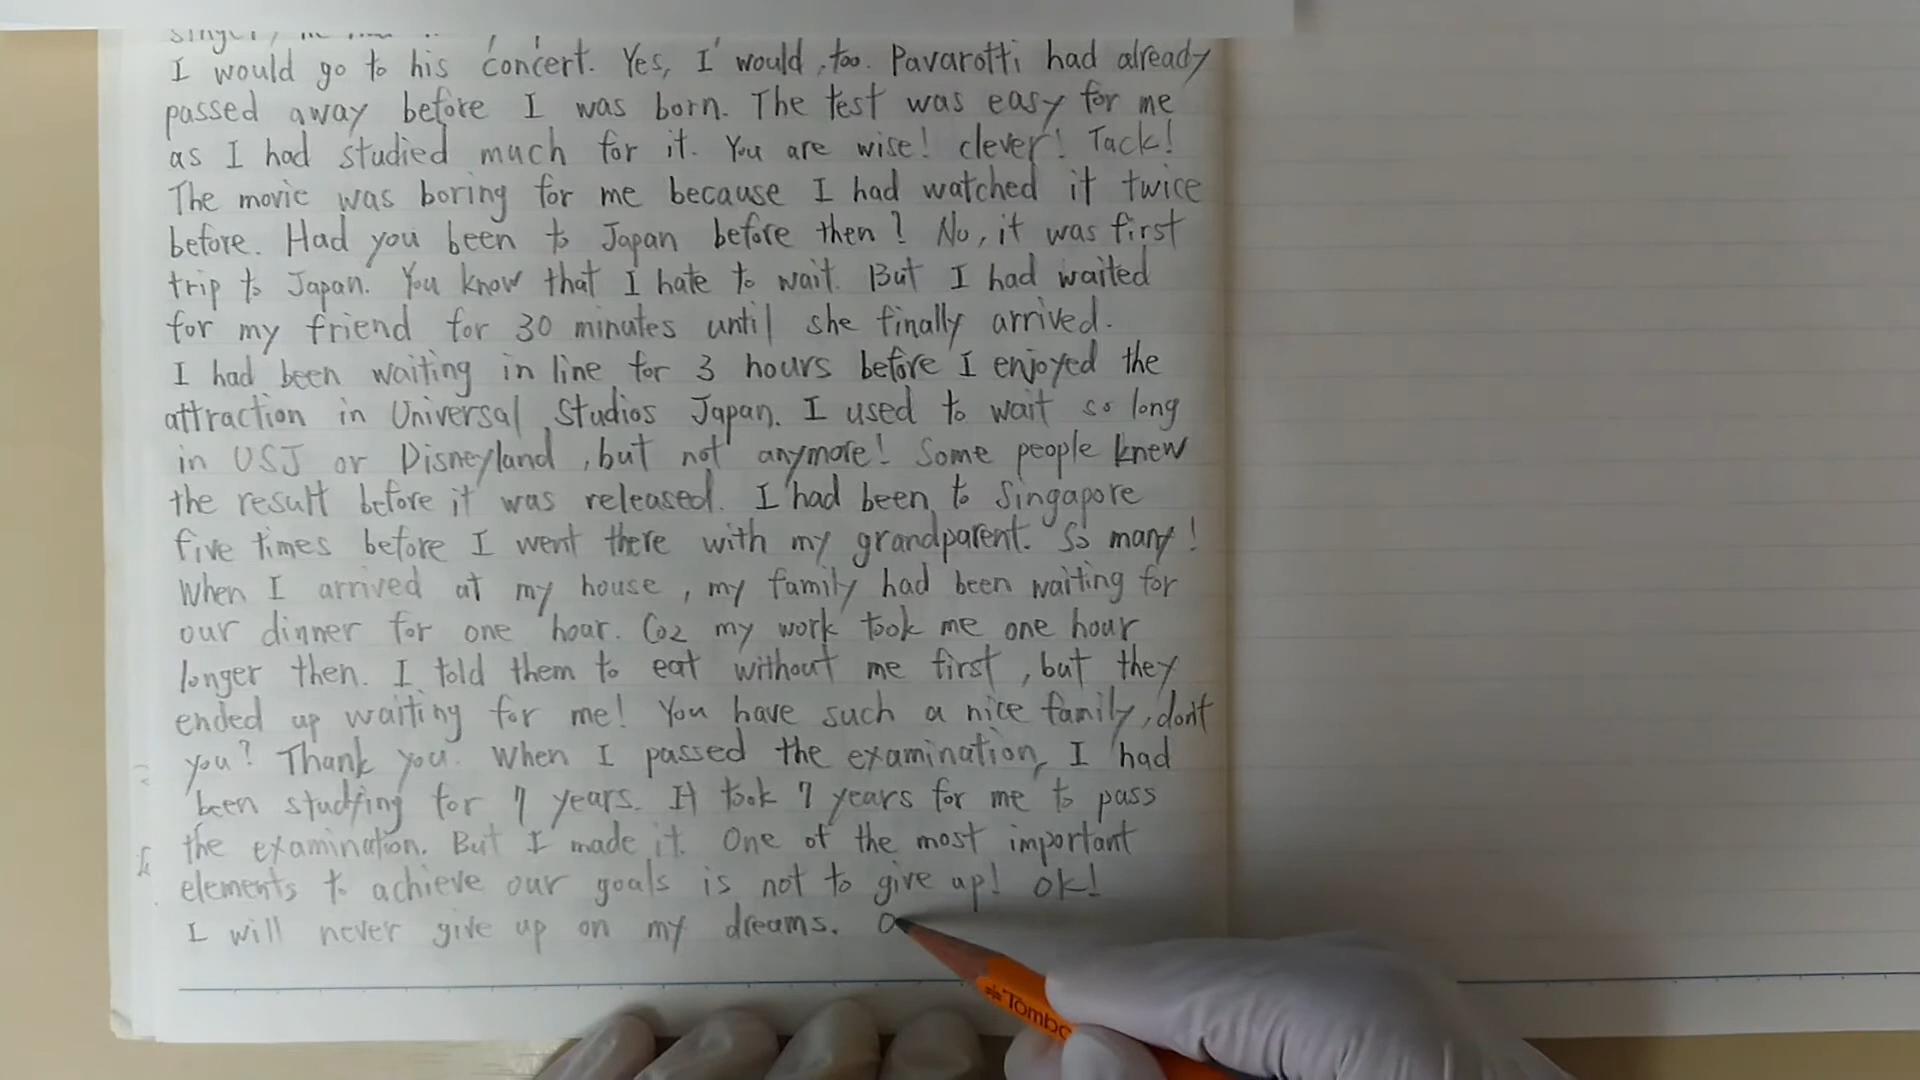 I would go to his concert. Yes, I would, too. Pavarotti had already
passed away before I was born. The test was easy for me
as I had studied much for it. You are wise! clever! Tack!
The movie was boring for me because I had watched it twice
before. Had you been to Japan before then? No, it was first
trip to Japan. You know that I hate to wait. But I had waited
for my friend for 30 minutes until she finally arrived.
I had been waiting in line for 3 hours before I enjoyed the
attraction in Universal Studios Japan. I used to wait so long
in USJ or Disneyland, but not anymore! Some people knew
the result before it was released. I had been to Singapore
five times before I went there with my grandparent. So many!
When I arrived at my house, my family had been waiting for
our dinner for one hour. Coz my work took me one hour
longer then. I told them to eat without me first, but they
ended up waiting for me! You have such a nice family, don't
you? Thank you. When I passed the examination, I had
been studying for 7 years. It took 7 years for me to pass
the examination. But I made it. One of the most important
elements to achieve our goals is not to give up! OK!
I will never give up on my dreams.
Tombo